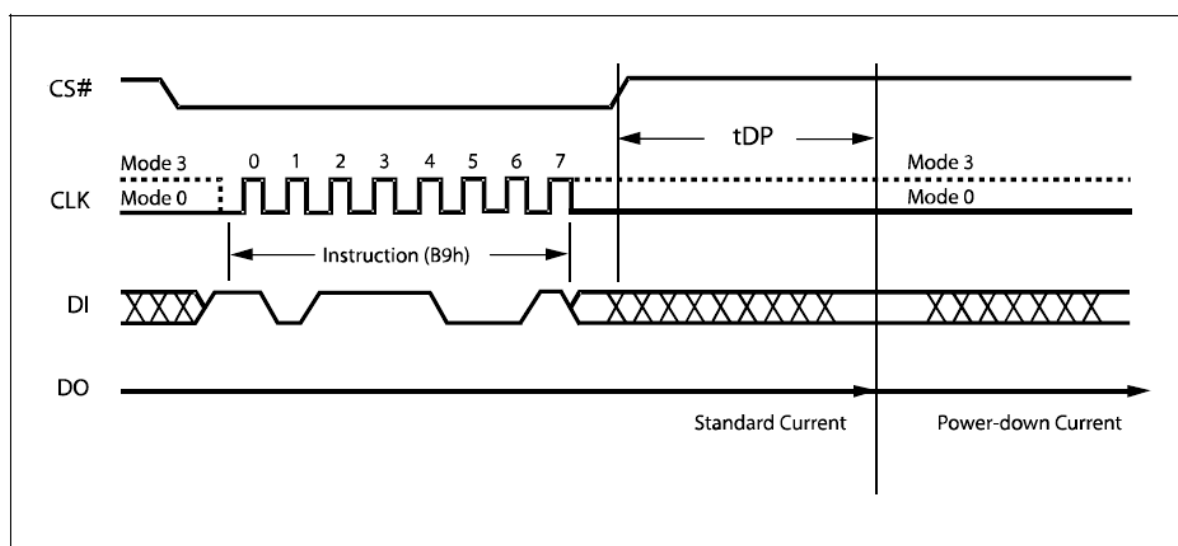 CS#
tDP
Mode 3 0 1 2 3 4 5 6 7 Mode 3
CLK Mode 0 Mode 0
Instruction (B9h)
DI
DO
Standard Current Power-down Current